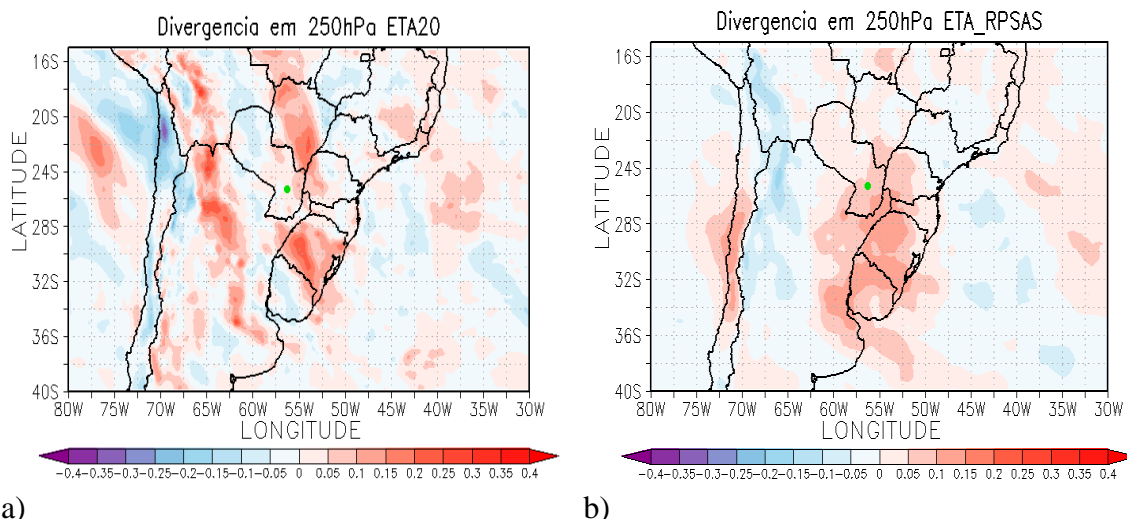 Divergencia em 250hPa ETA20
16S
20S
24S
28S
32S
36S
40S
LATITUDE
80W 75W 70W 65W 60W 55W 50W 45W 40W 35W 30W
LONGITUDE
-0.4-0.35-0.3-0.25-0.2-0.15-0.1-0.05 0 0.05 0.1 0.15 0.2 0.25 0.3 0.35 0.4
a)
Divergencia em 250hPa ETA_RPSAS
16S
20S
24S
28S
32S
36S
40S
LATITUDE
80W 75W 70W 65W 60W 55W 50W 45W 40W 35W 30W
LONGITUDE
-0.4-0.35-0.3-0.25-0.2-0.15-0.1-0.05 0 0.05 0.1 0.15 0.2 0.25 0.3 0.35 0.4
b)